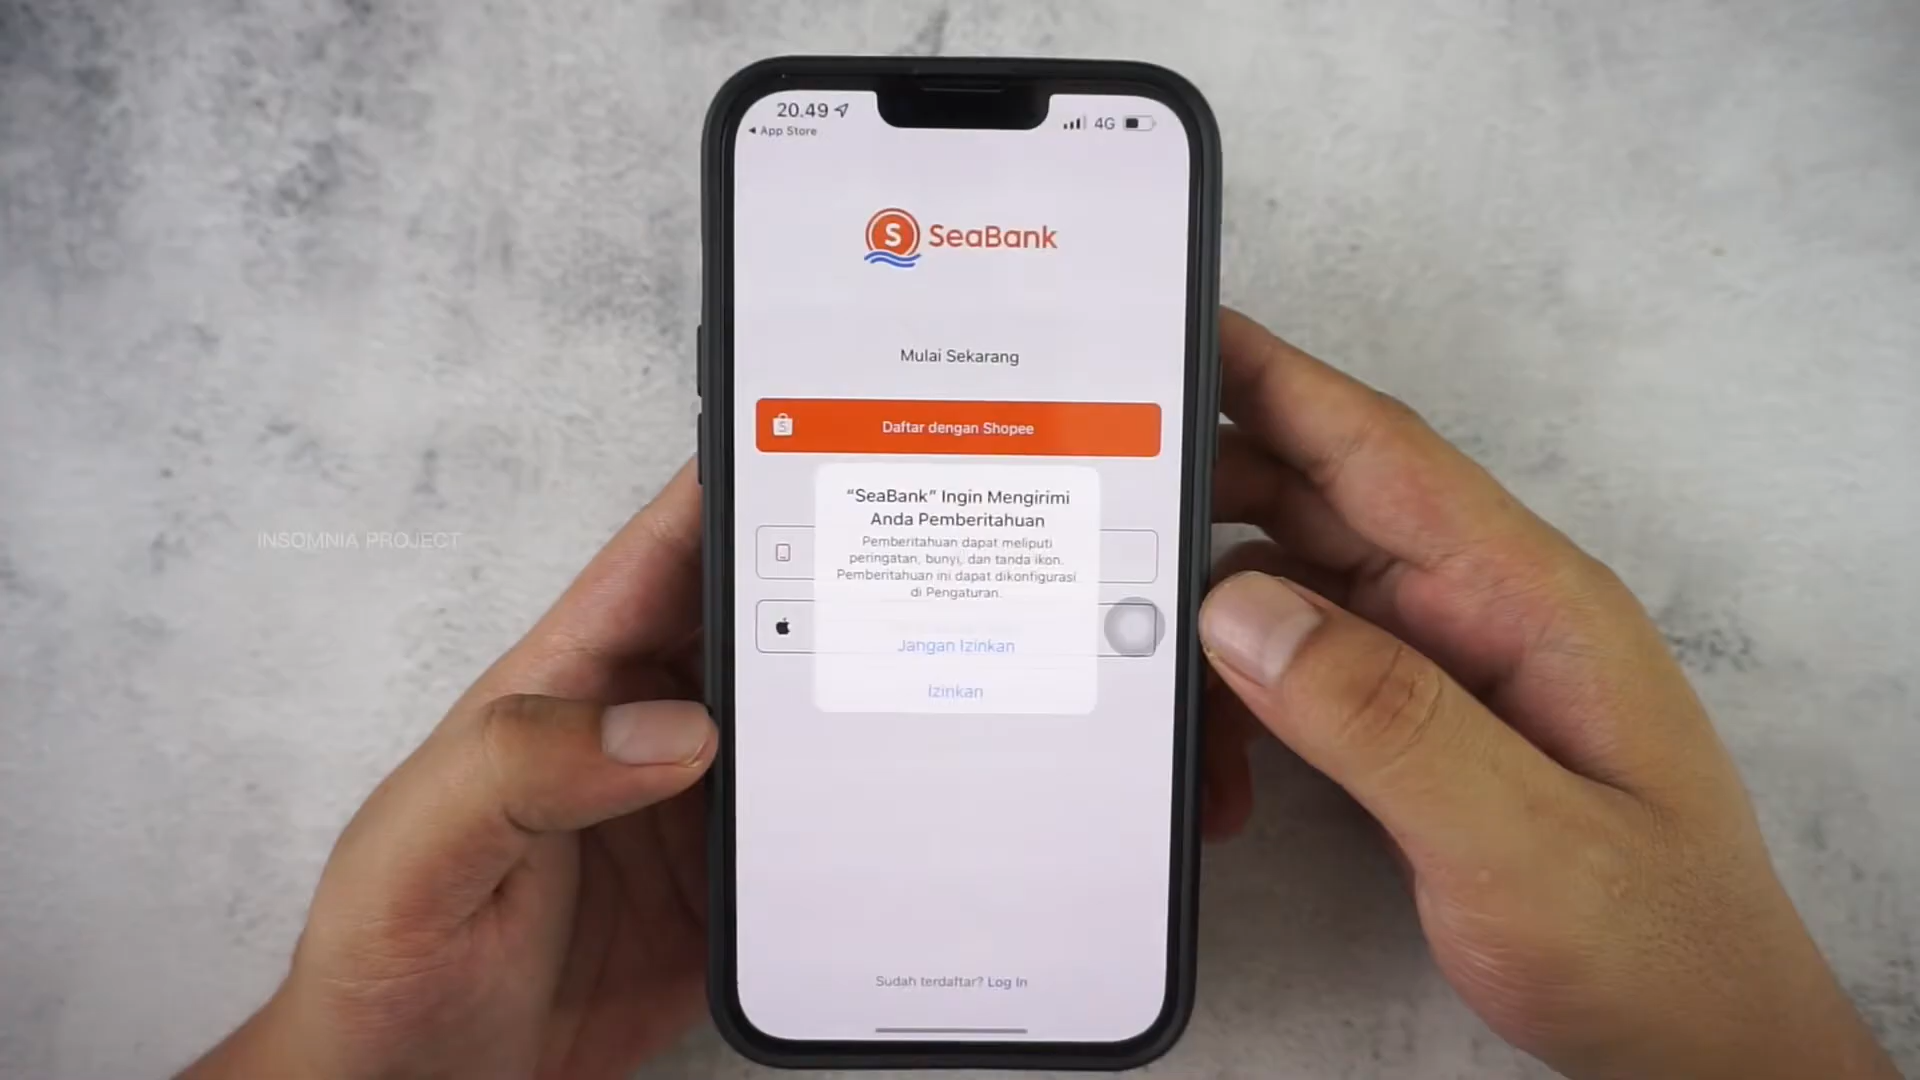 20.49
App Store
4G
S SeaBank
Mulai Sekarang
S Daftar dengan Shopee
“SeaBank” Ingin Mengirimi
Anda Pemberitahuan
Pemberitahuan dapat meliputi
peringatan, bunyi, dan tanda ikon.
Pemberitahuan ini dapat dikonfigurasi
di Pengaturan.
Jangan Izinkan
Izinkan
Sudah terdaftar? Log In
INSOMNIA PROJECT